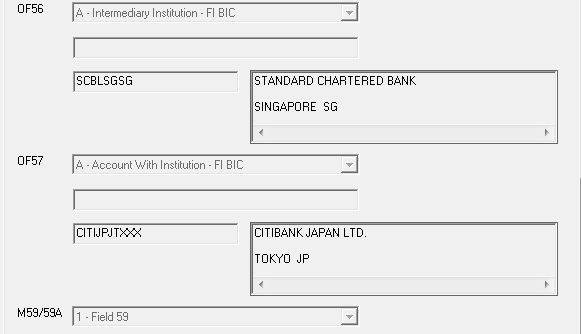 OF56
A - Intermediary Institution - FI BIC
SCBLSGSG
STANDARD CHARTERED BANK
SINGAPORE SG
OF57
A - Account With Institution - FI BIC
CITIJPJTXXX
CITIBANK JAPAN LTD.
TOKYO JP
M59/59A
1 - Field 59